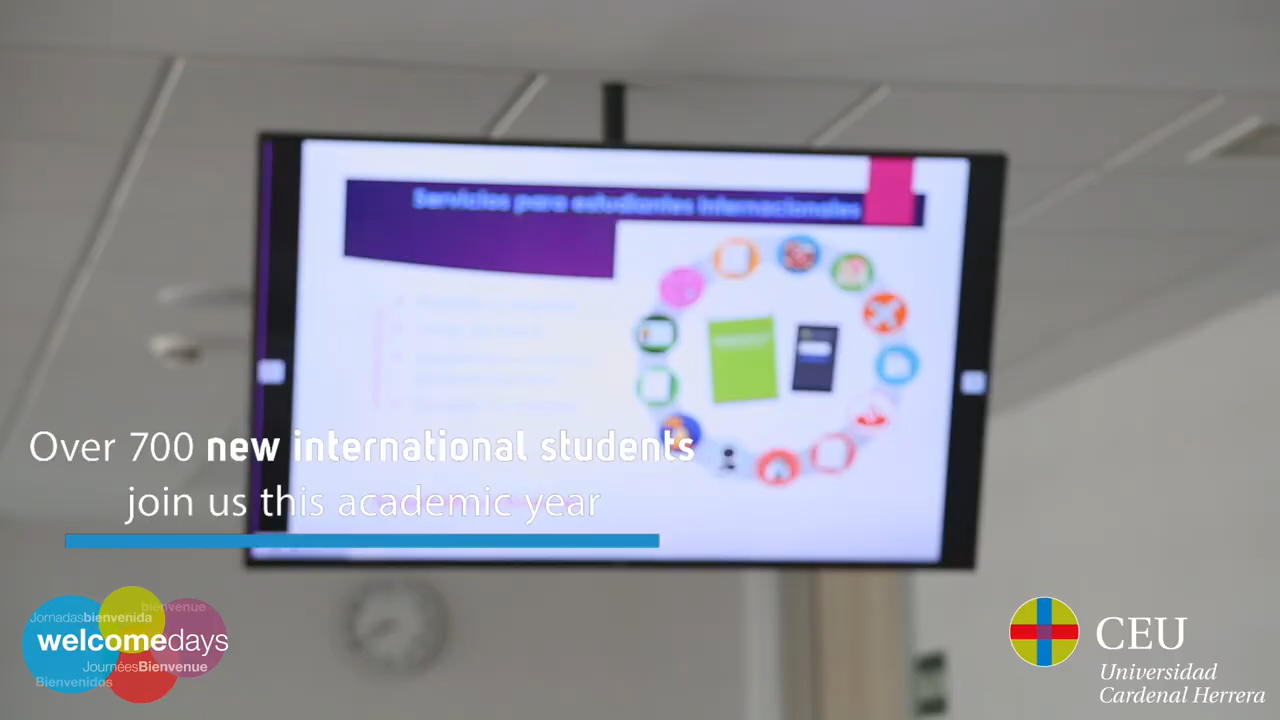 Servicios para estudiantes internacionales
Over 700 new international students
join us this academic year
bienvenue
Jornadasbienvenida
welcomedays
JournéesBienvenue
Bienvenidos
CEU
Universidad
Cardenal Herrera